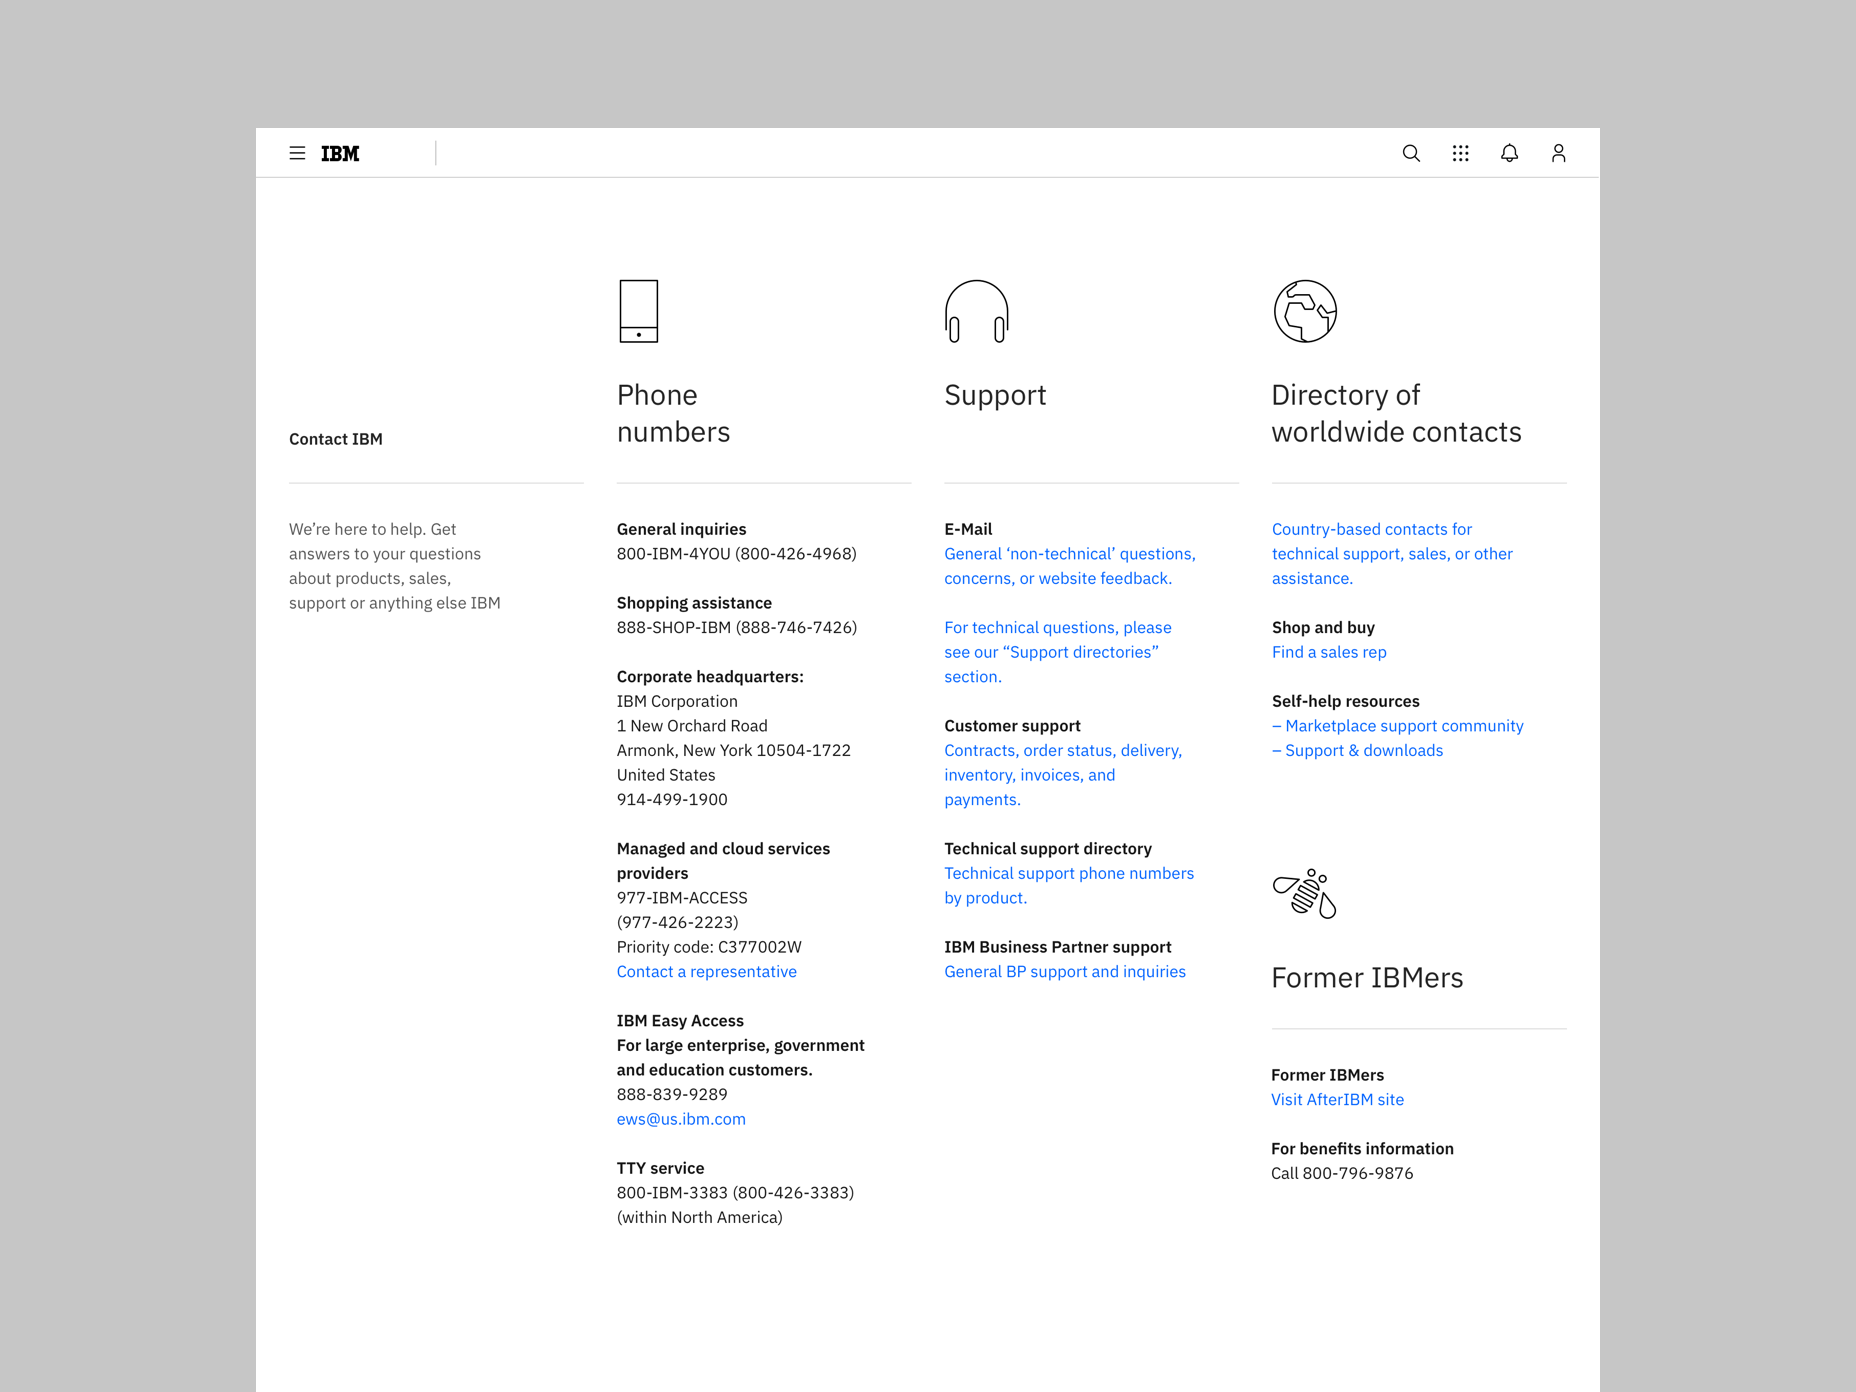 IBM
Contact IBM
We’re here to help. Get
answers to your questions
about products, sales,
support or anything else IBM
Phone
numbers
General inquiries
800-IBM-4YOU (800-426-4968)
Shopping assistance
888-SHOP-IBM (888-746-7426)
Corporate headquarters:
IBM Corporation
1 New Orchard Road
Armonk, New York 10504-1722
United States
914-499-1900
Managed and cloud services
providers
977-IBM-ACCESS
(977-426-2223)
Priority code: C377002W
Contact a representative
IBM Easy Access
For large enterprise, government
and education customers.
888-839-9289
ews@us.ibm.com
TTY service
800-IBM-3383 (800-426-3383)
(within North America)
Support
E-Mail
General ‘non-technical’ questions,
concerns, or website feedback.
For technical questions, please
see our “Support directories”
section.
Customer support
Contracts, order status, delivery,
inventory, invoices, and
payments.
Technical support directory
Technical support phone numbers
by product.
IBM Business Partner support
General BP support and inquiries
Directory of
worldwide contacts
Country-based contacts for
technical support, sales, or other
assistance.
Shop and buy
Find a sales rep
Self-help resources
– Marketplace support community
– Support & downloads
Former IBMers
Former IBMers
Visit AfterIBM site
For benefits information
Call 800-796-9876